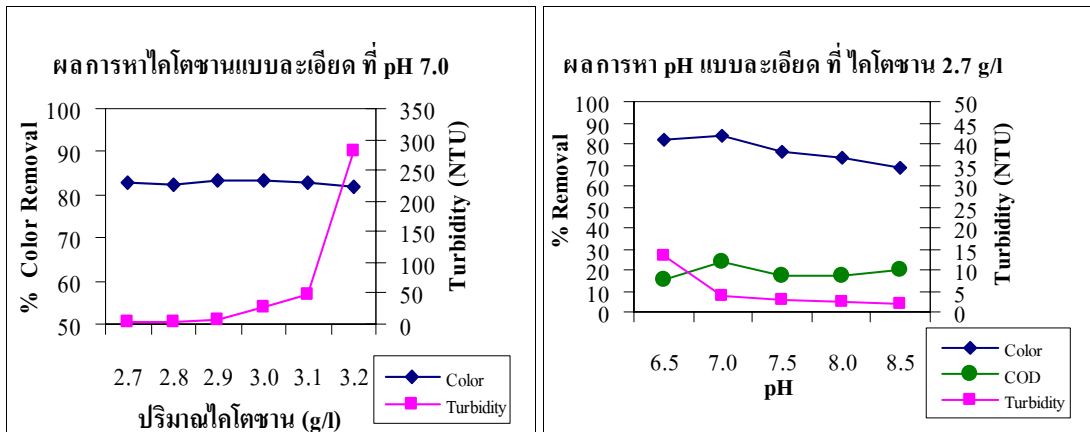 ผลการหาไคโตซานแบบละเอียด ที่ pH 7.0
% Color Removal
100
90
80
70
60
50
350
300
250
200
150
100
50
0
Turbidity (NTU)
2.7 2.8 2.9 3.0 3.1 3.2
ปริมาณไคโตซาน (g/l)
Color
Turbidity
ผลการหา pH แบบละเอียด ที่ ไคโตซาน 2.7 g/l
% Removal
100
90
80
70
60
50
40
30
20
10
0
50
45
40
35
30
25
20
15
10
5
0
Turbidity (NTU)
6.5 7.0 7.5 8.0 8.5
pH
Color
COD
Turbidity